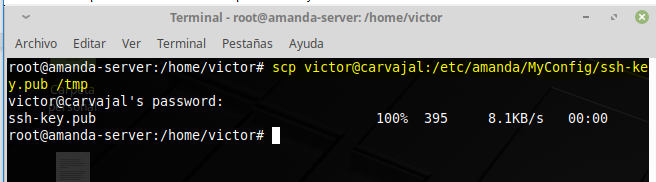 Terminal - root@amanda-server: /home/victor
Archivo Editar Ver Terminal Pestañas Ayuda
root@amanda-server:/home/victor# scp victor@carvajal:/etc/amanda/MyConfig/ssh-ke
y.pub /tmp
victor@carvajal's password:
ssh-key.pub 100% 395 8.1KB/s 00:00
root@amanda-server:/home/victor#